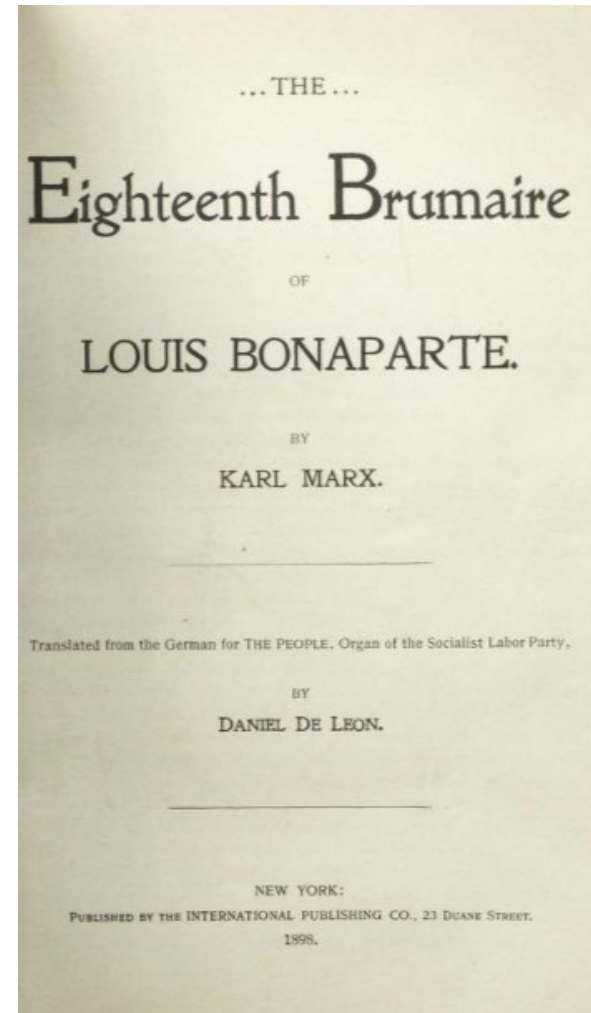 ...THE...
Eighteenth Brumaire
OF
LOUIS BONAPARTE.
BY
KARL MARX.
Translated from the German for THE PEOPLE, Organ of the Socialist Labor Party,
BY
DANIEL DE LEON.
NEW YORK:
PUBLISHED BY THE INTERNATIONAL PUBLISHING CO., 23 DUANE STREET.
1898.